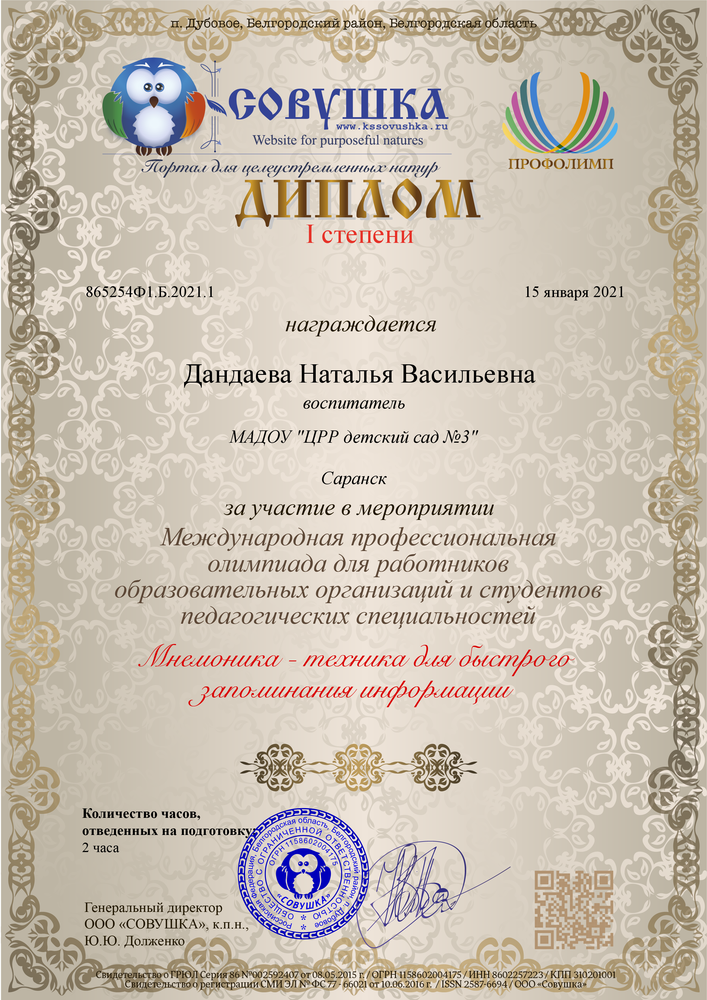 п. Дубовое, Белгородский район, Белгородская область
СОВУШКА
www.kssovushka.ru
Website for purposeful natures
Портал для целеустремленных натур
ПРОФОЛИМП
ДИПЛОМ
I степени
865254Ф1.Б.2021.1
15 января 2021
награждается
Дандаева Наталья Васильевна
воспитатель
МАДОУ "ЦРР детский сад №3"
Саранск
за участие в мероприятии
Международная профессиональная
олимпиада для работников
образовательных организаций и студентов
педагогических специальностей
Мнемоника - техника для быстрого
запоминания информации
Количество часов,
отведенных на подготовку:
2 часа
Российская Федерация, Белгородская область, Белгородский район, п. Дубовое
ОБЩЕСТВО С ОГРАНИЧЕННОЙ ОТВЕТСТВЕННОСТЬЮ
ОГРН 1158602004175
«СОВУШКА»
Генеральный директор
ООО «СОВУШКА», к.п.н.,
Ю.Ю. Долженко
Свидетельство о ГРЮЛ Серия 86 №002592407 от 08.05.2015 г. / ОГРН 1158602004175 / ИНН 8602257223 / КПП 310201001
Свидетельство о регистрации СМИ ЭЛ № ФС 77 - 66021 от 10.06.2016 г. / ISSN 2587-6694 / ООО «Совушка»